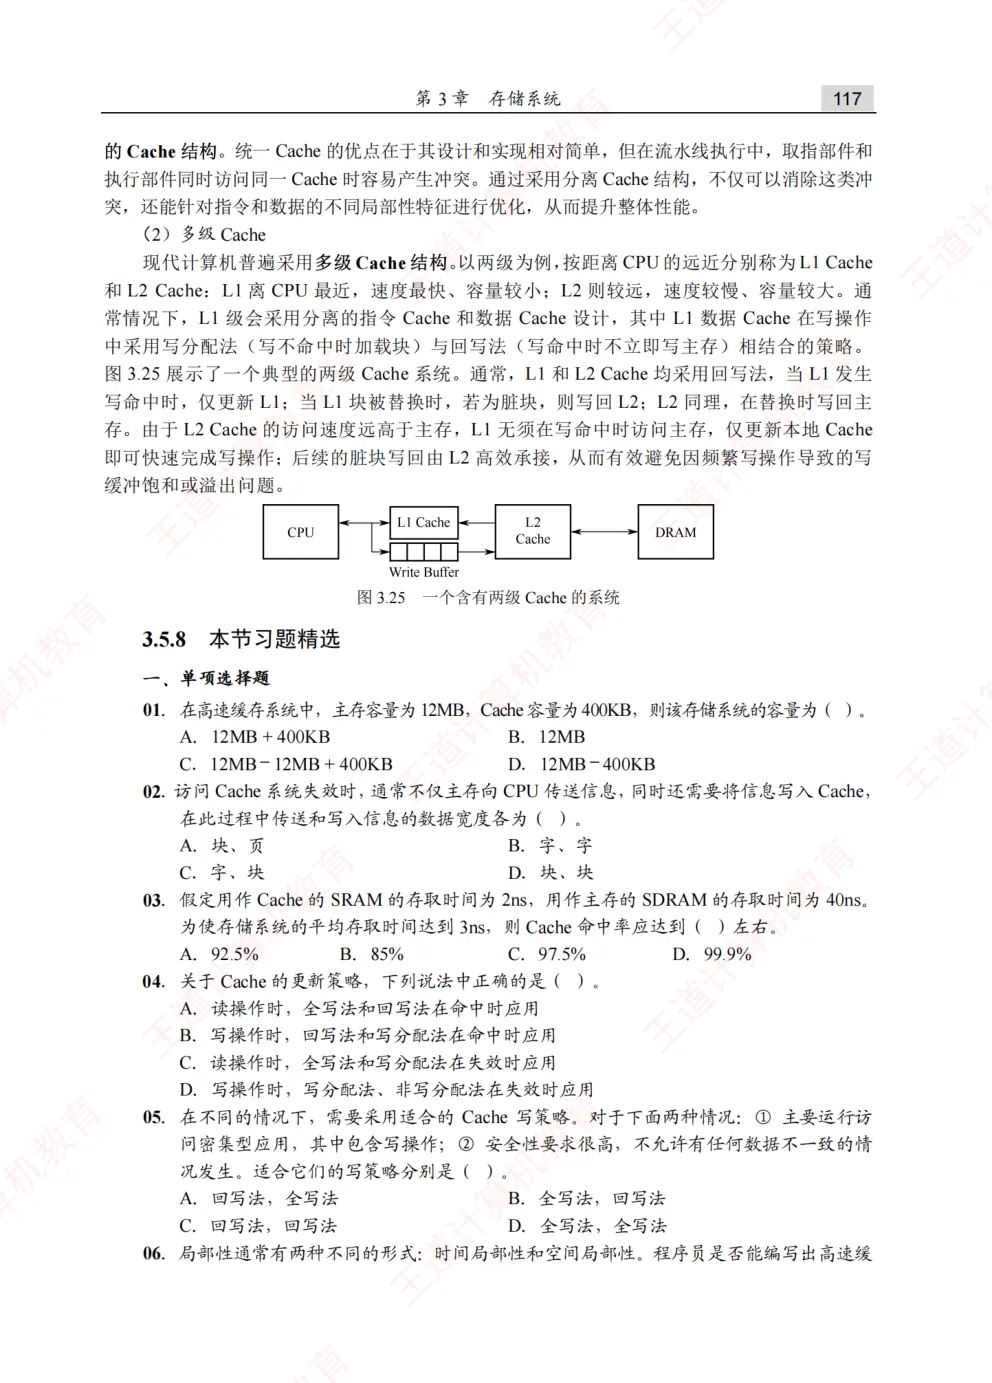 第 3 章 存储系统 117
的 Cache 结构。统一 Cache 的优点在于其设计和实现相对简单，但在流水线执行中，取指部件和
执行部件同时访问同一 Cache 时容易产生冲突。通过采用分离 Cache 结构，不仅可以消除这类冲
突，还能针对指令和数据的不同局部性特征进行优化，从而提升整体性能。
（2）多级 Cache
现代计算机普遍采用多级 Cache 结构。以两级为例，按距离 CPU 的远近分别称为 L1 Cache
和 L2 Cache：L1 离 CPU 最近，速度最快、容量较小；L2 则较远，速度较慢、容量较大。通
常情况下，L1 级会采用分离的指令 Cache 和数据 Cache 设计，其中 L1 数据 Cache 在写操作
中采用写分配法（写不命中时加载块）与回写法（写命中时不立即写主存）相结合的策略。
图 3.25 展示了一个典型的两级 Cache 系统。通常，L1 和 L2 Cache 均采用回写法，当 L1 发生
写命中时，仅更新 L1；当 L1 块被替换时，若为脏块，则写回 L2；L2 同理，在替换时写回主
存。由于 L2 Cache 的访问速度远高于主存，L1 无须在写命中时访问主存，仅更新本地 Cache
即可快速完成写操作；后续的脏块写回由 L2 高效承接，从而有效避免因频繁写操作导致的写
缓冲饱和或溢出问题。
CPU
L1 Cache
Write Buffer
L2
Cache
DRAM
图 3.25 一个含有两级 Cache 的系统
3.5.8 本节习题精选
一、单项选择题
01. 在高速缓存系统中，主存容量为 12MB，Cache 容量为 400KB，则该存储系统的容量为（ ）。
A. 12MB + 400KB B. 12MB
C. 12MB − 12MB + 400KB D. 12MB − 400KB
02. 访问 Cache 系统失效时，通常不仅主存向 CPU 传送信息，同时还需要将信息写入 Cache，
在此过程中传送和写入信息的数据宽度各为（ ）。
A. 块、页 B. 字、字
C. 字、块 D. 块、块
03. 假定用作 Cache 的 SRAM 的存取时间为 2ns，用作主存的 SDRAM 的存取时间为 40ns。
为使存储系统的平均存取时间达到 3ns，则 Cache 命中率应达到（ ）左右。
A. 92.5% B. 85% C. 97.5% D. 99.9%
04. 关于 Cache 的更新策略，下列说法中正确的是（ ）。
A. 读操作时，全写法和回写法在命中时应用
B. 写操作时，回写法和写分配法在命中时应用
C. 读操作时，全写法和写分配法在失效时应用
D. 写操作时，写分配法、非写分配法在失效时应用
05. 在不同的情况下，需要采用适合的 Cache 写策略。对于下面两种情况：① 主要运行访
问密集型应用，其中包含写操作；② 安全性要求很高，不允许有任何数据不一致的情
况发生。适合它们的写策略分别是（ ）。
A. 回写法，全写法 B. 全写法，回写法
C. 回写法，回写法 D. 全写法，全写法
06. 局部性通常有两种不同的形式：时间局部性和空间局部性。程序员是否能编写出高速缓
王道计算机教育